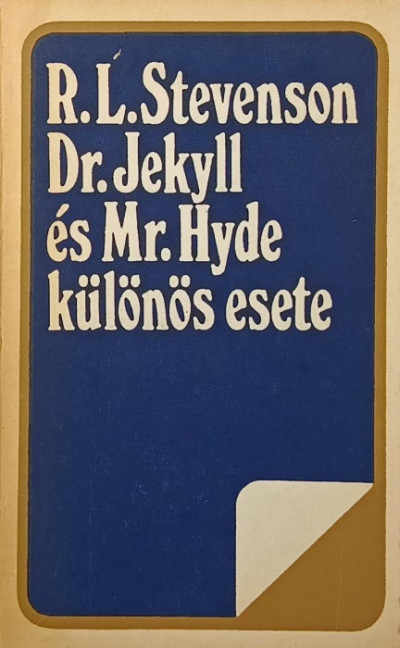 R.L.Stevenson
Dr. Jekyll
és Mr. Hyde
különös esete